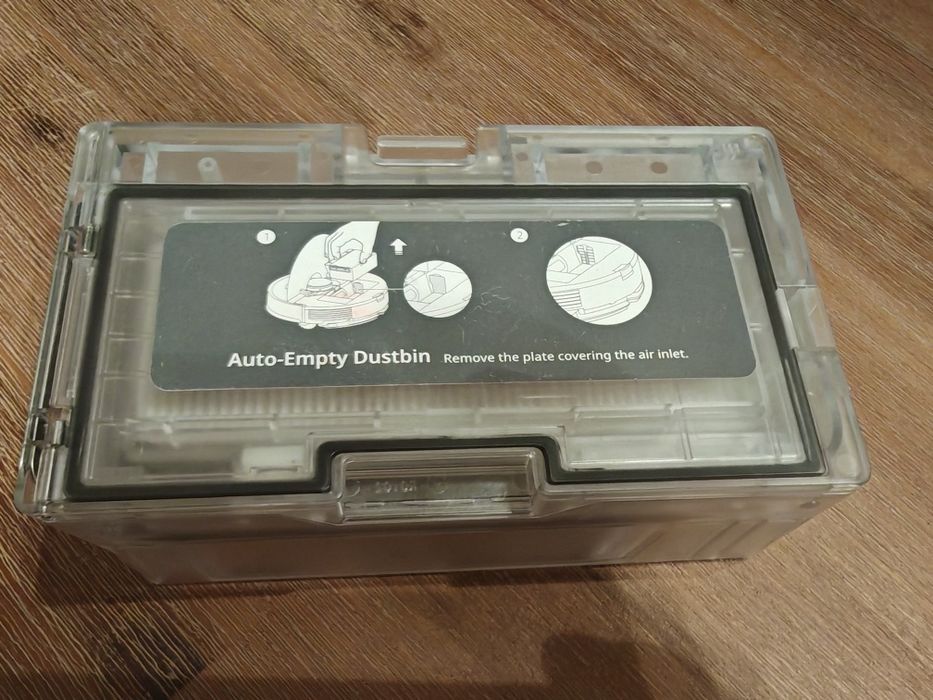 1
2
Auto-Empty Dustbin Remove the plate covering the air inlet.